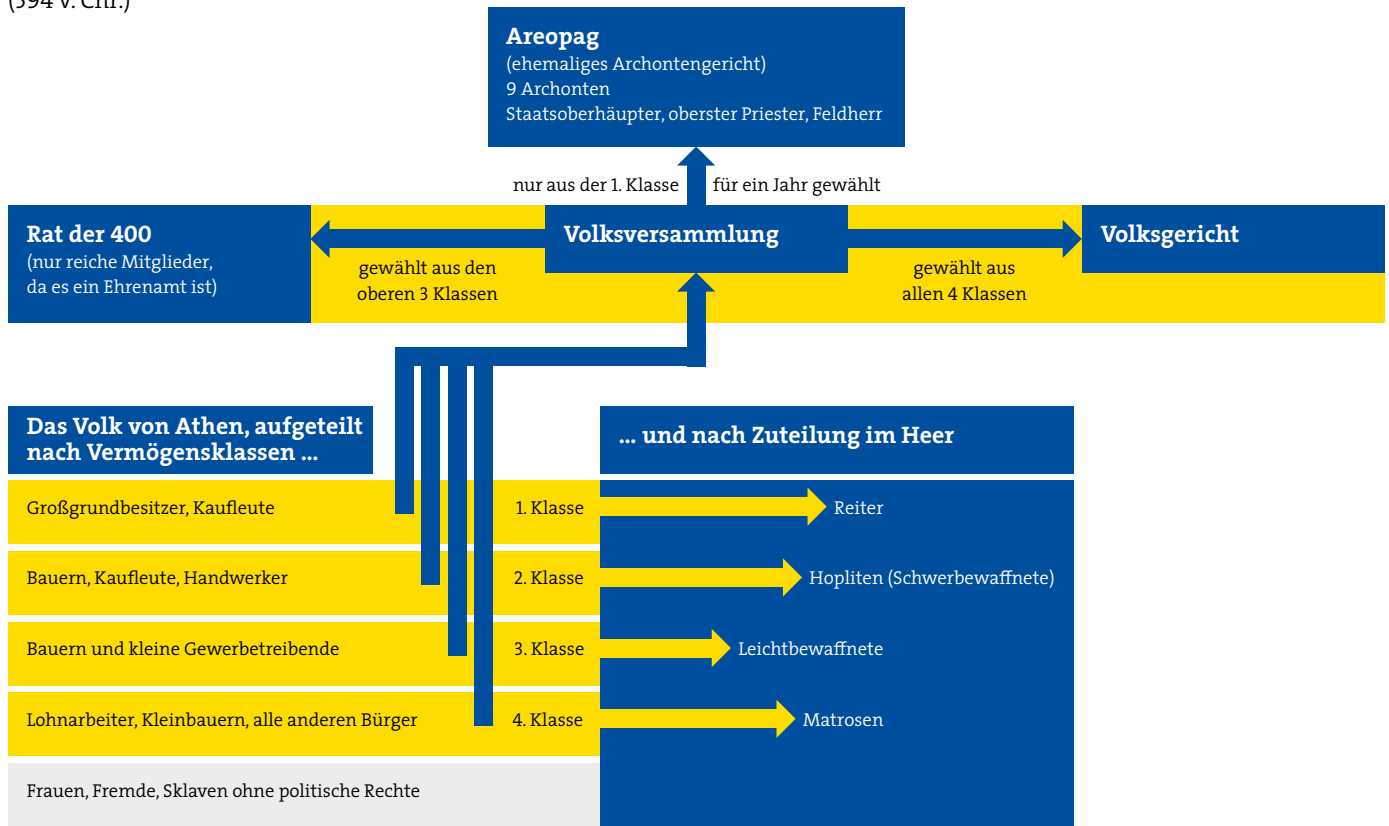 (594 v. Chr.)
Areopag
(ehemaliges Archontengericht)
9 Archonten
Staatsoberhäupter, oberster Priester, Feldherr
nur aus der 1. Klasse
für ein Jahr gewählt
Rat der 400
(nur reiche Mitglieder,
da es ein Ehrenamt ist)
gewählt aus den
oberen 3 Klassen
Volksversammlung
gewählt aus
allen 4 Klassen
Volksgericht
Das Volk von Athen, aufgeteilt
nach Vermögensklassen ...
... und nach Zuteilung im Heer
Großgrundbesitzer, Kaufleute
1. Klasse
Reiter
Bauern, Kaufleute, Handwerker
2. Klasse
Hopliten (Schwerbewaffnete)
Bauern und kleine Gewerbetreibende
3. Klasse
Leichtbewaffnete
Lohnarbeiter, Kleinbauern, alle anderen Bürger
4. Klasse
Matrosen
Frauen, Fremde, Sklaven ohne politische Rechte